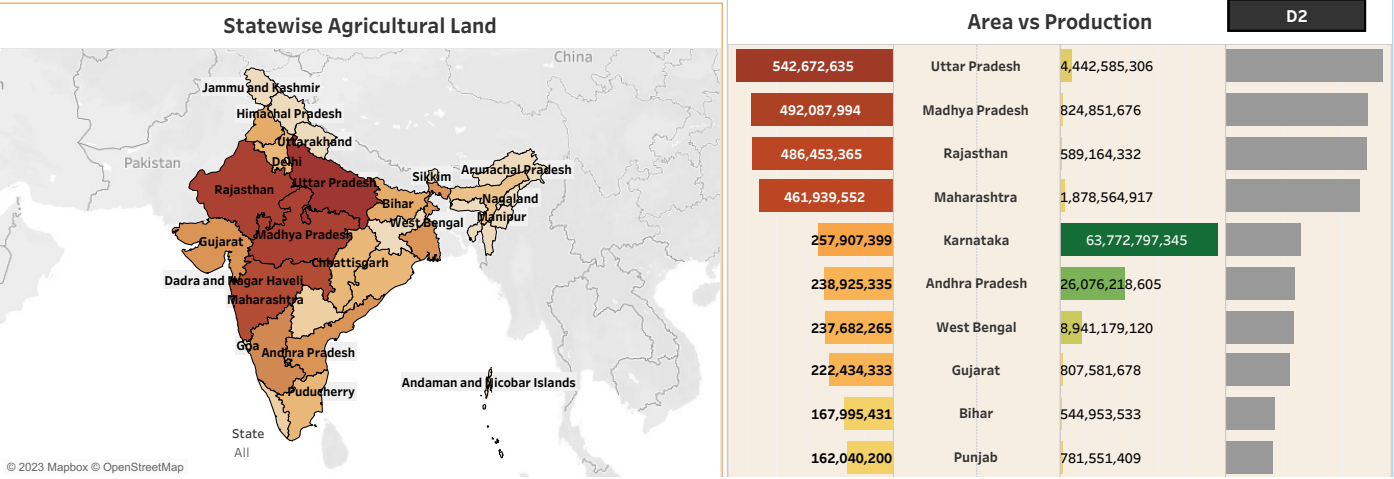 Statewise Agricultural Land
China
Jammu and Kashmir
Himachal Pradesh
Uttarakhand
Pakistan
Delhi
Sikkim
Arunachal Pradesh
Rajasthan
Uttar Pradesh
Bihar
Nagaland
Manipur
West Bengal
Gujarat
Madhya Pradesh
Chhattisgarh
Dadra and Nagar Haveli
Maharashtra
Goa
Andhra Pradesh
Andaman and Nicobar Islands
Puducherry
State
All
© 2023 Mapbox © OpenStreetMap
Area vs Production
D2
542,672,635 Uttar Pradesh 4,442,585,306
492,087,994 Madhya Pradesh 824,851,676
486,453,365 Rajasthan 589,164,332
461,939,552 Maharashtra 1,878,564,917
257,907,399 Karnataka 63,772,797,345
238,925,335 Andhra Pradesh 26,076,218,605
237,682,265 West Bengal 8,941,179,120
222,434,333 Gujarat 807,581,678
167,995,431 Bihar 544,953,533
162,040,200 Punjab 781,551,409